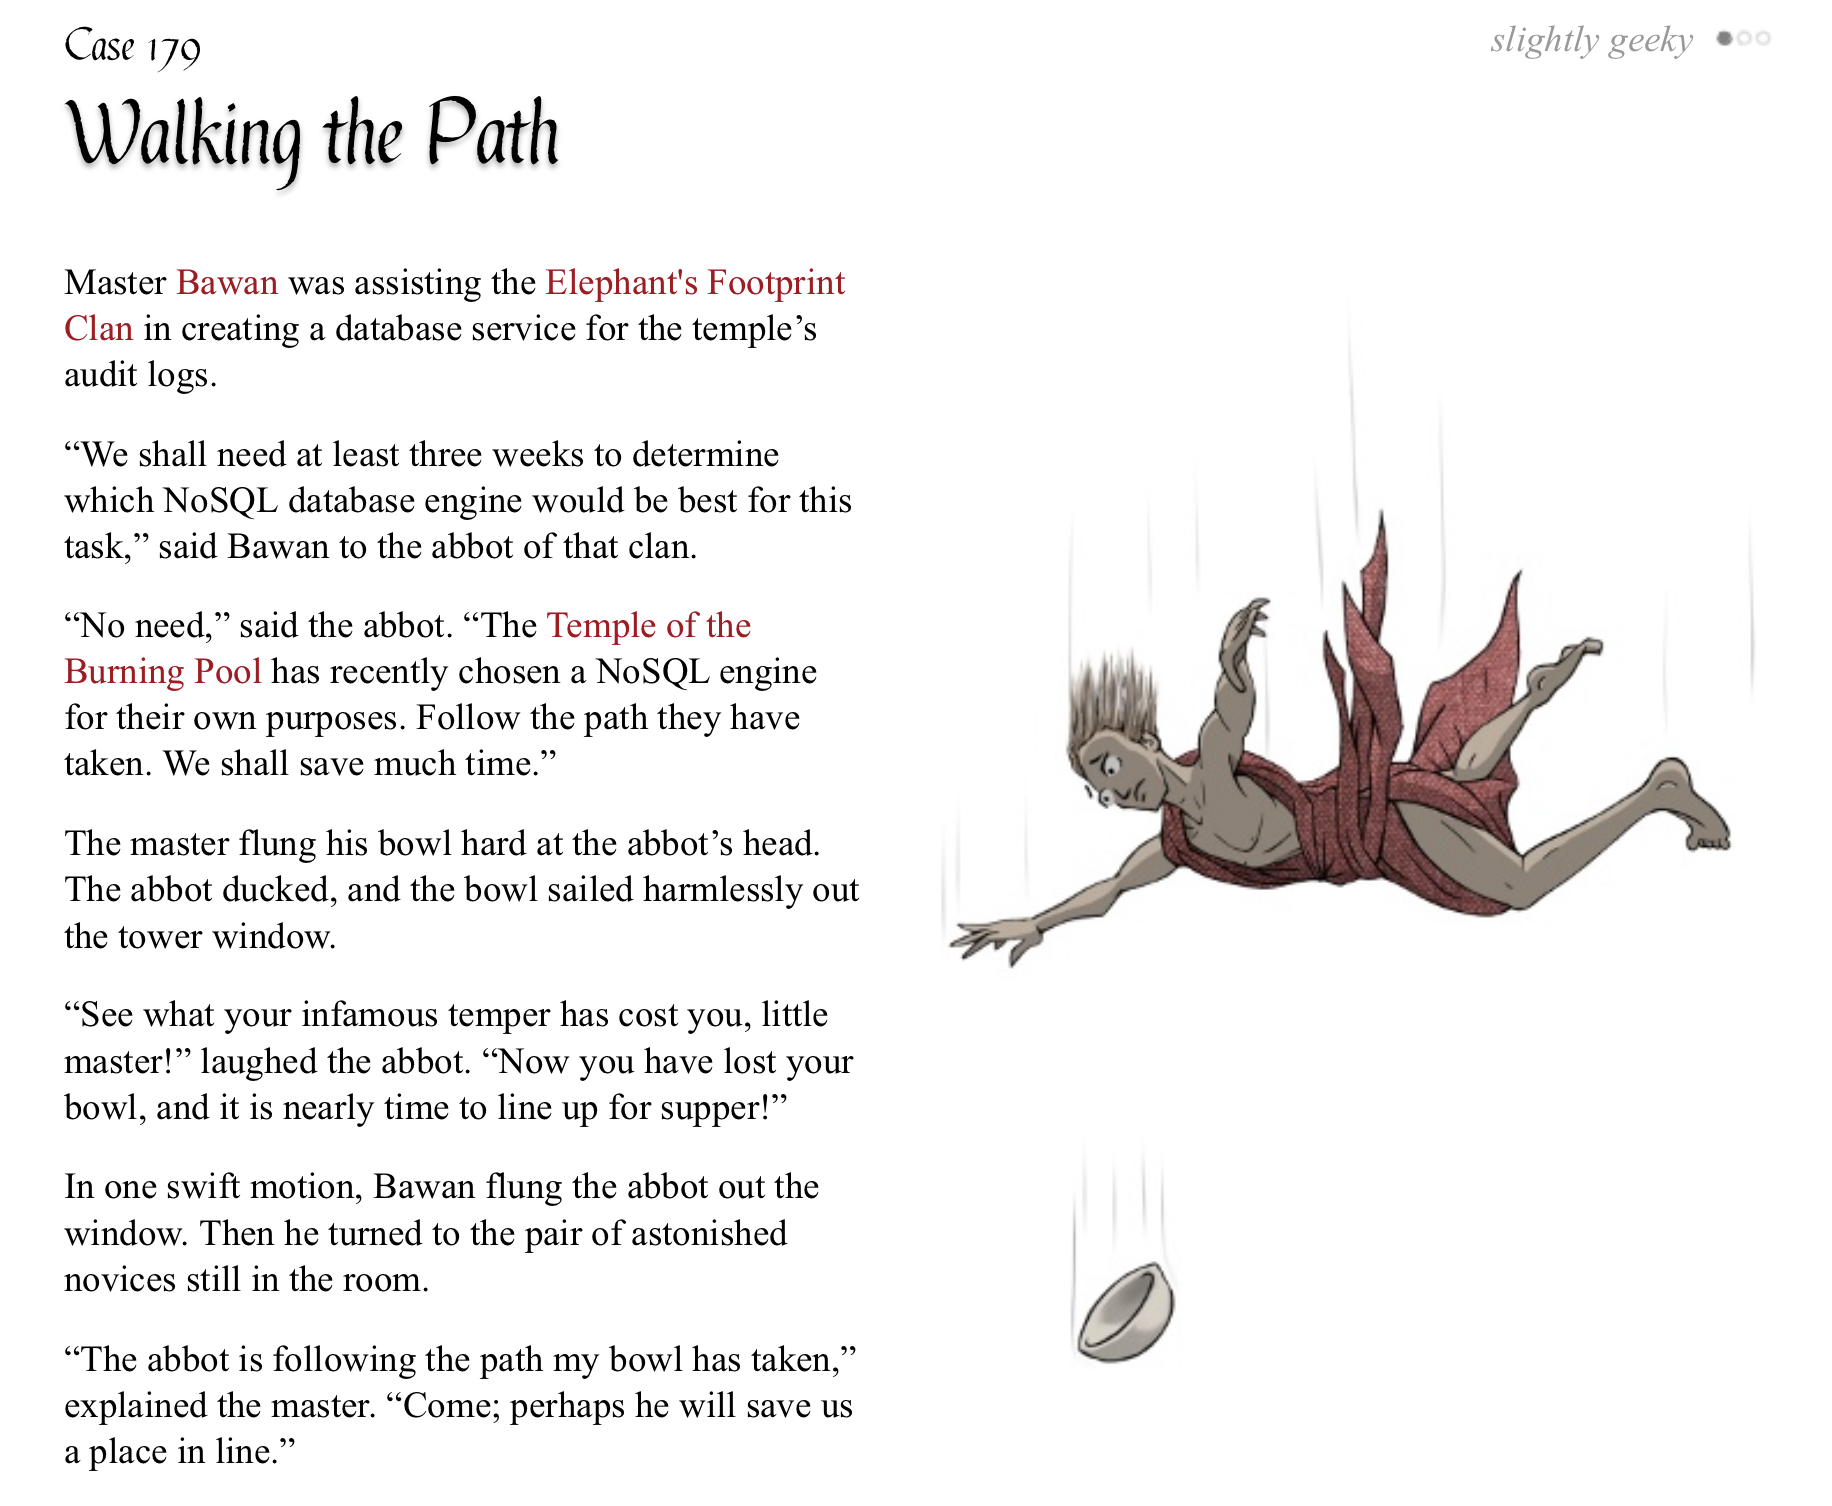 Case 179
slightly geeky
Walking the Path
Master Bawan was assisting the Elephant's Footprint
Clan in creating a database service for the temple’s
audit logs.
“We shall need at least three weeks to determine
which NoSQL database engine would be best for this
task,” said Bawan to the abbot of that clan.
“No need,” said the abbot. “The Temple of the
Burning Pool has recently chosen a NoSQL engine
for their own purposes. Follow the path they have
taken. We shall save much time.”
The master flung his bowl hard at the abbot’s head.
The abbot ducked, and the bowl sailed harmlessly out
the tower window.
“See what your infamous temper has cost you, little
master!” laughed the abbot. “Now you have lost your
bowl, and it is nearly time to line up for supper!”
In one swift motion, Bawan flung the abbot out the
window. Then he turned to the pair of astonished
novices still in the room.
“The abbot is following the path my bowl has taken,”
explained the master. “Come; perhaps he will save us
a place in line.”